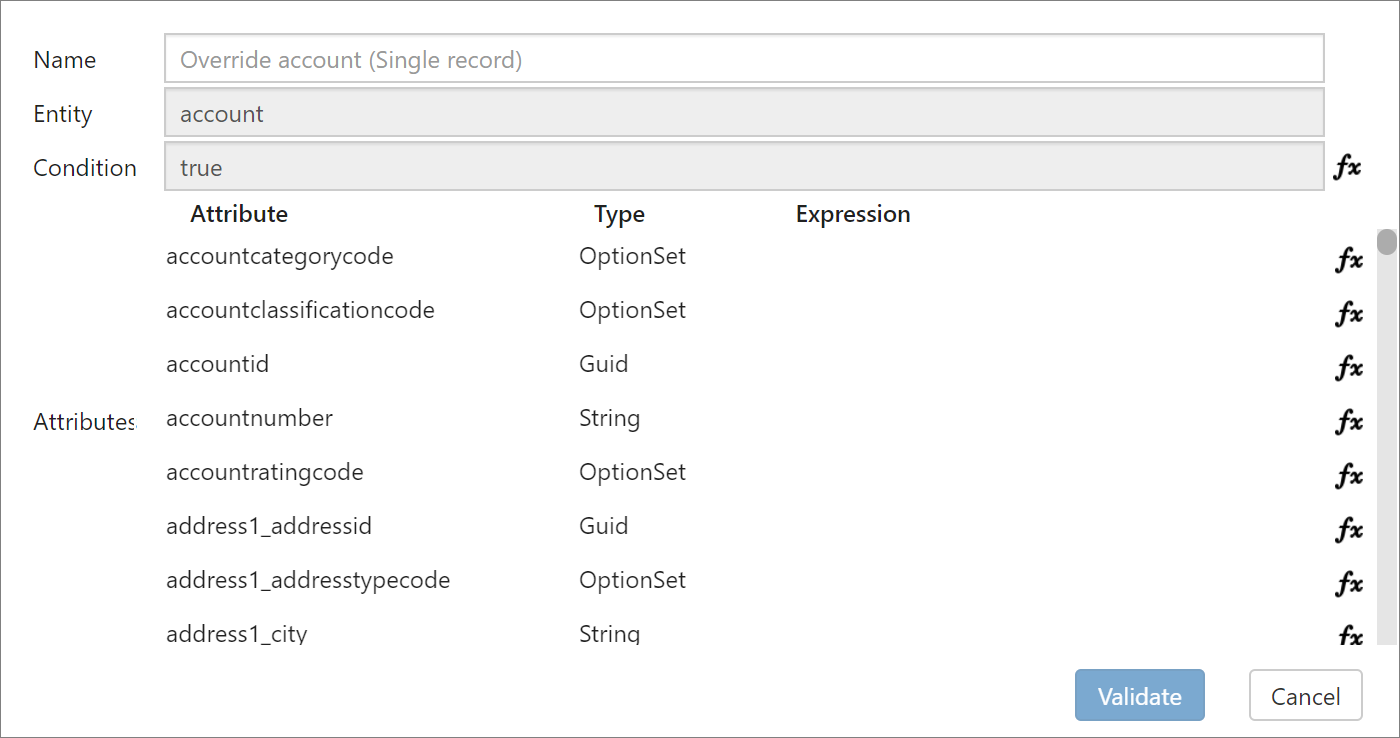 Name Override account (Single record)
Entity account
Condition true fx
Attribute Type Expression
accountcategorycode OptionSet fx
accountclassificationcode OptionSet fx
accountid Guid fx
Attributes accountnumber String fx
accountratingcode OptionSet fx
address1_addressid Guid fx
address1_addresstypecode OptionSet fx
address1_city String fx
Validate Cancel